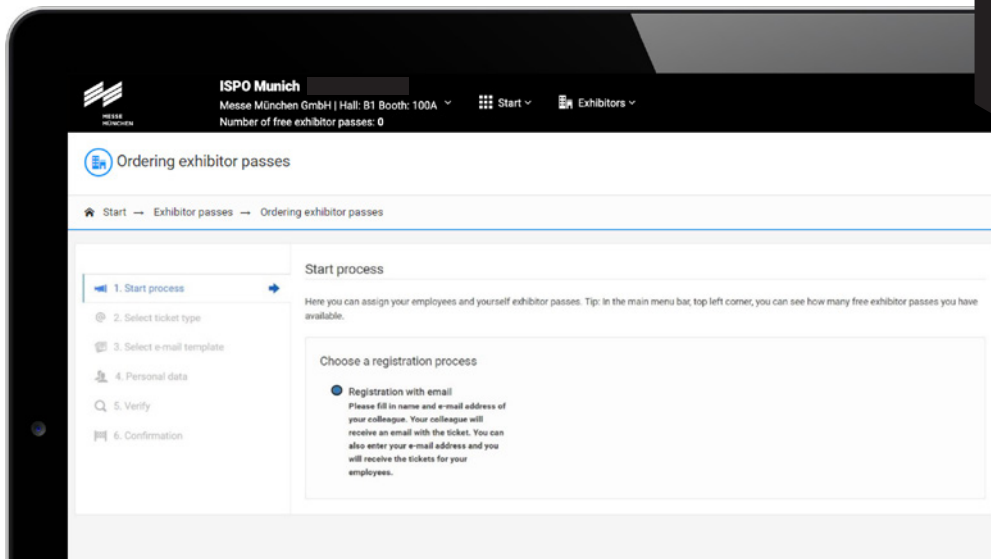 MESSE
MÜNCHEN
ISPO Munich
Messe München GmbH | Hall: B1 Booth: 100A
Number of free exhibitor passes: 0
Start
Exhibitors
Ordering exhibitor passes
Start → Exhibitor passes → Ordering exhibitor passes
1. Start process
2. Select ticket type
3. Select e-mail template
4. Personal data
5. Verify
6. Confirmation
Start process
Here you can assign your employees and yourself exhibitor passes. Tip: In the main menu bar, top left corner, you can see how many free exhibitor passes you have
available.
Choose a registration process
Registration with email
Please fill in name and e-mail address of
your colleague. Your colleague will
receive an email with the ticket. You can
also enter your e-mail address and you
will receive the tickets for your
employees.